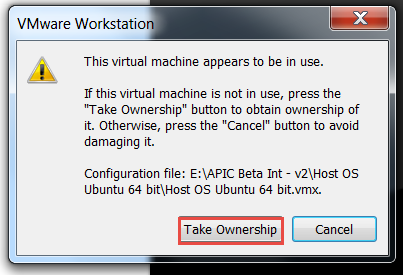 VMware Workstation
This virtual machine appears to be in use.
If this virtual machine is not in use, press the
"Take Ownership" button to obtain ownership of
it. Otherwise, press the "Cancel" button to avoid
damaging it.
Configuration file: E:\APIC Beta Int - v2\Host OS
Ubuntu 64 bit\Host OS Ubuntu 64 bit.vmx.
Take Ownership Cancel